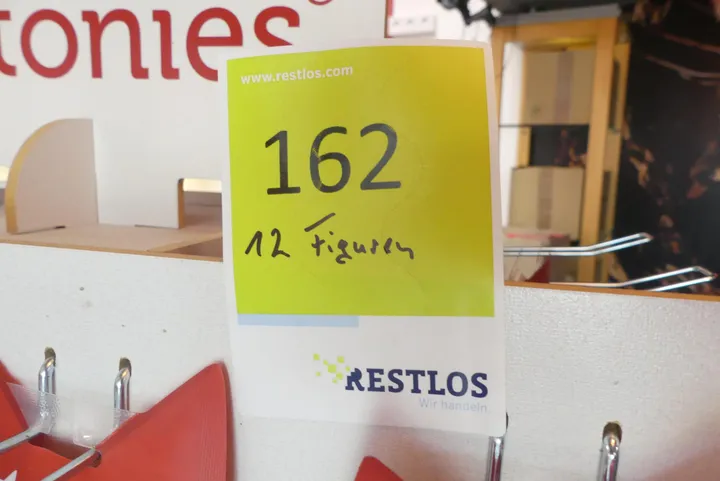 tonies®
www.restlos.com
162
12 Figuren
RESTLOS
Wir handeln